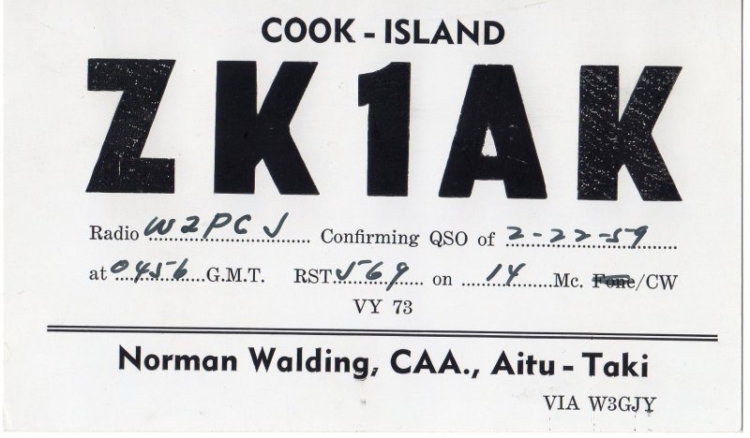 COOK - ISLAND
ZK1AK
Radio W2PCJ Confirming QSO of 2-22-59
at 0456 G.M.T. RST 569 on 14 Mc. Fone/CW
VY 73
Norman Walding, CAA., Aitu - Taki
VIA W3GJY